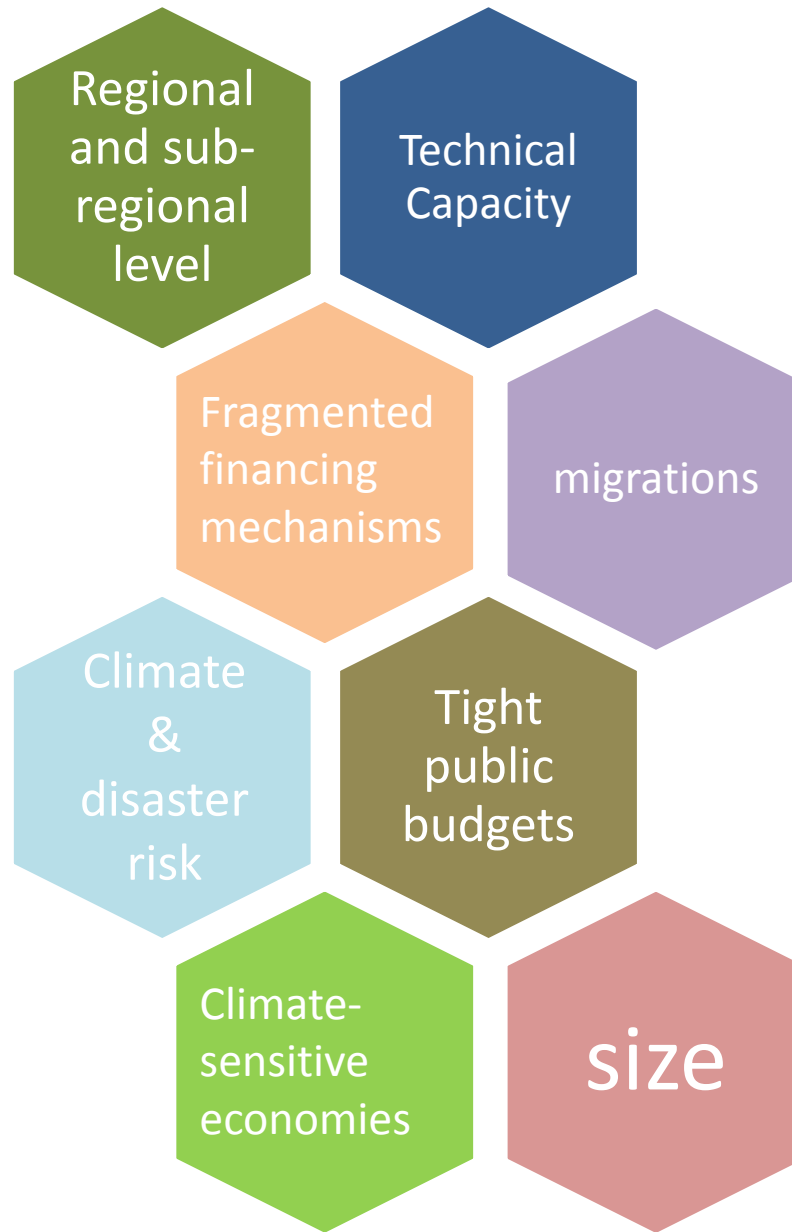 Regional
and sub-
regional
level
Technical
Capacity
Fragmented
financing
mechanisms
migrations
Climate
&
disaster
risk
Tight
public
budgets
Climate-
sensitive
economies
size